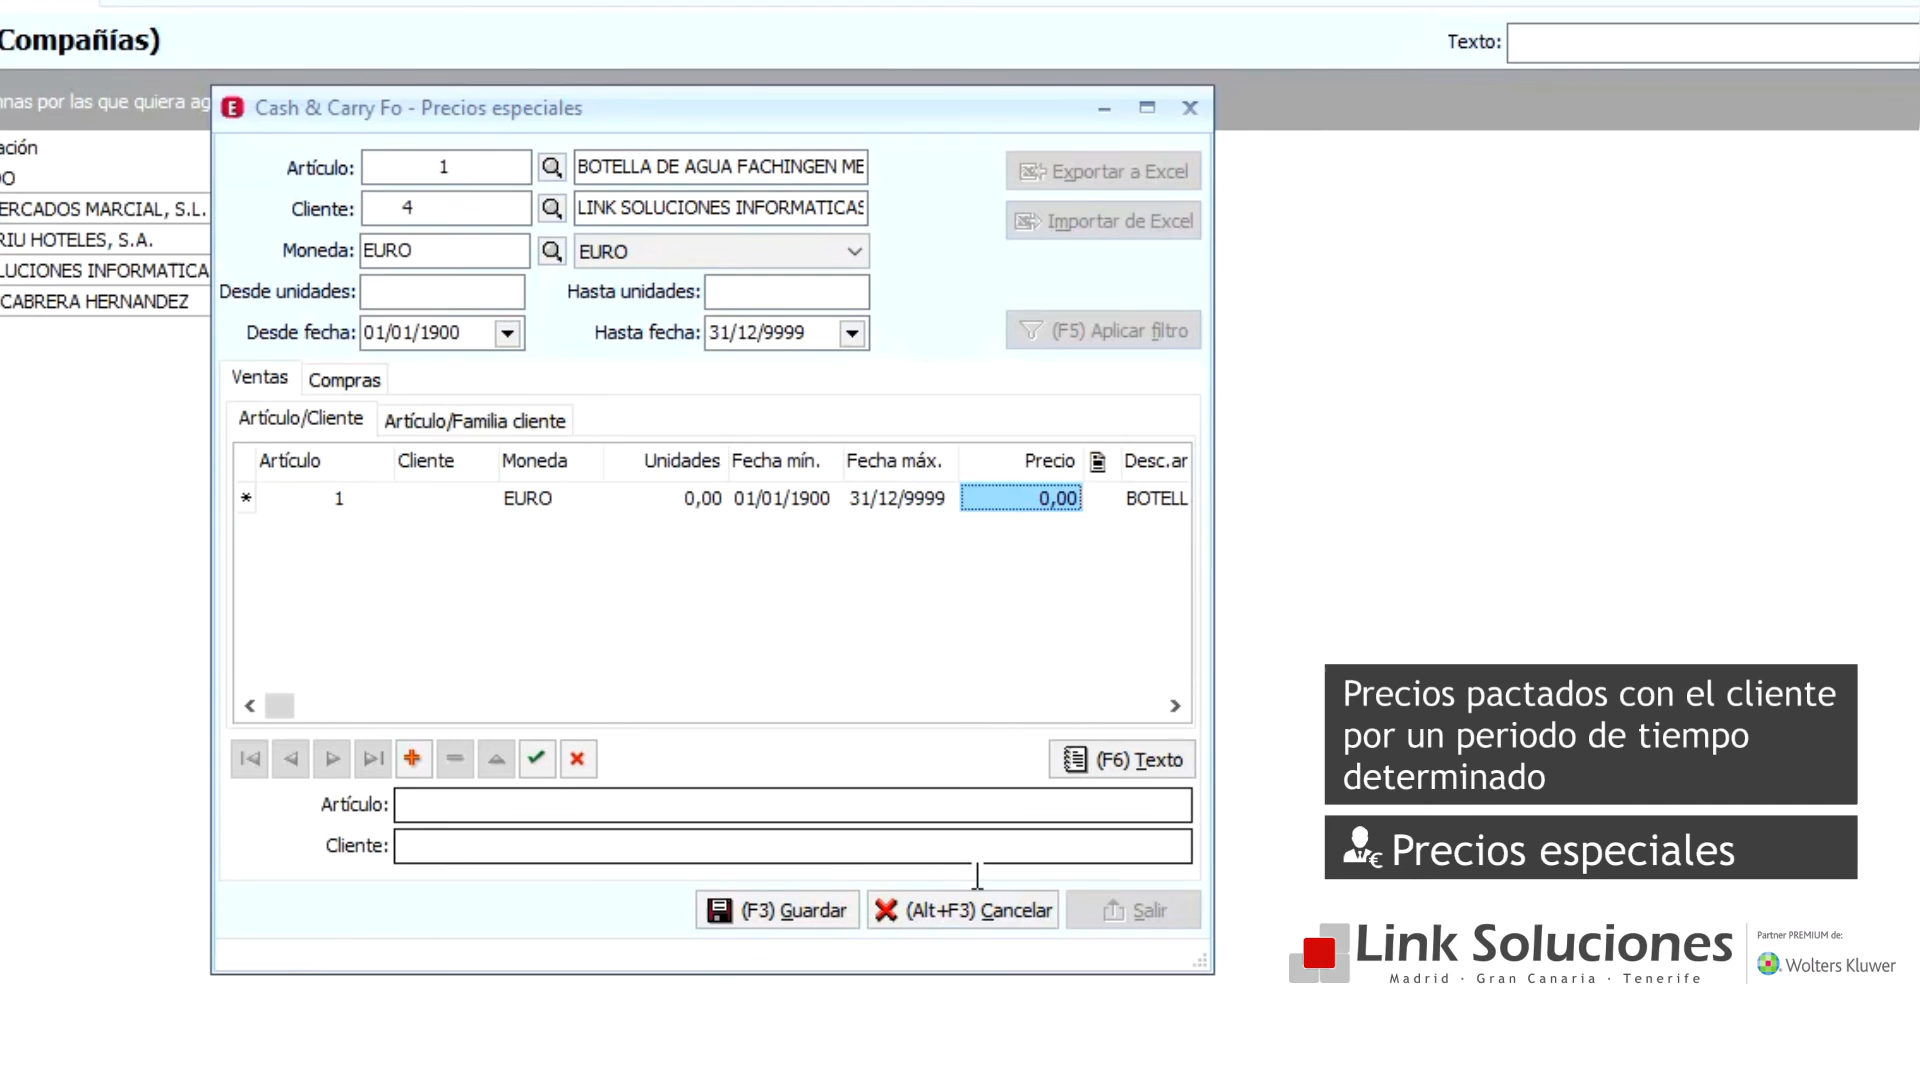 Compañías)
Texto:
nnas por las que quiera ag
ación
ERCADOS MARCIAL, S.L.
RIU HOTELES, S.A.
LUCIONES INFORMATICA
CABRERA HERNANDEZ
Cash & Carry Fo - Precios especiales
Artículo: 1 BOTELLA DE AGUA FACHINGEN ME
Exportar a Excel
Cliente: 4 LINK SOLUCIONES INFORMATICAS
Importar de Excel
Moneda: EURO EURO
Desde unidades: Hasta unidades:
Desde fecha: 01/01/1900 Hasta fecha: 31/12/9999
(F5) Aplicar filtro
Ventas Compras
Artículo/Cliente Artículo/Familia cliente
Artículo Cliente Moneda Unidades Fecha mín. Fecha máx. Precio Desc.ar
* 1 EURO 0,00 01/01/1900 31/12/9999 0,00 BOTELL
(F6) Texto
Artículo:
Cliente:
(F3) Guardar (Alt+F3) Cancelar Salir
Precios pactados con el cliente
por un periodo de tiempo
determinado
Precios especiales
Link Soluciones
Madrid · Gran Canaria · Tenerife
Partner PREMIUM de:
Wolters Kluwer